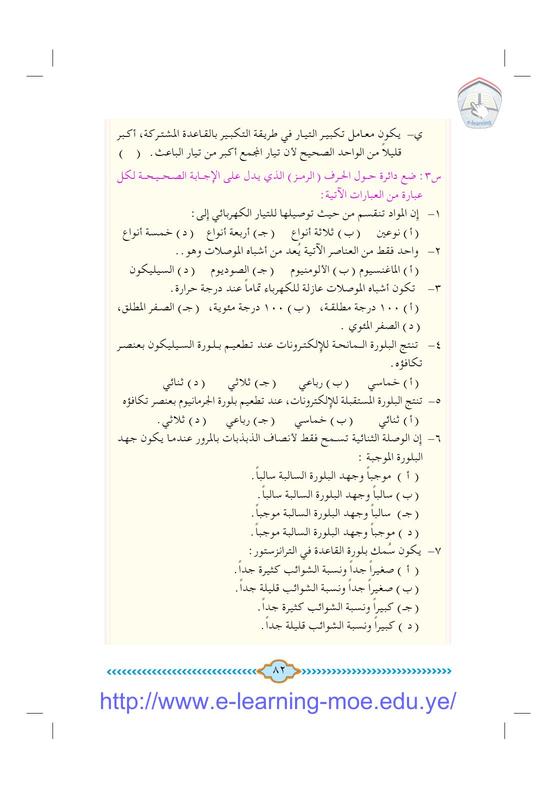 e-learning
ي- يكون معامل تكبير التيار في طريقة التكبير بالقاعدة المشتركة، أكبر
قليلاً من الواحد الصحيح لأن تيار المجمع أكبر من تيار الباعث. (   )
س٣: ضع دائرة حول الحرف (الرمز) الذي يدل على الإجابة الصحيحة لكل
عبارة من العبارات الآتية:
١- إن المواد تنقسم من حيث توصيلها للتيار الكهربائي إلى:
( أ ) نوعين ( ب ) ثلاثة أنواع ( جـ ) أربعة أنواع ( د ) خمسة أنواع
٢- واحد فقط من العناصر الآتية يُعد من أشباه الموصلات وهو..
( أ ) الماغنسيوم ( ب ) الألومنيوم ( جـ ) الصوديوم ( د ) السيليكون
٣- تكون أشباه الموصلات عازلة للكهرباء تماماً عند درجة حرارة.
( أ ) ١٠٠ درجة مطلقة، ( ب ) ١٠٠ درجة مئوية، ( جـ ) الصفر المطلق،
( د ) الصفر المئوي .
٤- تنتج البلورة المانحة للإلكترونات عند تطعيم بلورة السيليكون بعنصر
تكافؤه.
( أ ) خماسي ( ب ) رباعي ( جـ ) ثلاثي ( د ) ثنائي
٥- تنتج البلورة المستقبلة للإلكترونات، عند تطعيم بلورة الجرمانيوم بعنصر تكافؤه
( أ ) ثنائي ( ب ) خماسي ( جـ ) رباعي ( د ) ثلاثي.
٦- إن الوصلة الثنائية تسمح فقط لأنصاف الذبذبات بالمرور عندما يكون جهد
البلورة الموجبة :
( أ ) موجباً وجهد البلورة السالبة سالباً.
( ب ) سالباً وجهد البلورة السالبة سالباً.
( جـ ) سالباً وجهد البلورة السالبة موجباً.
( د ) موجباً وجهد البلورة السالبة موجباً.
٧- يكون سُمك بلورة القاعدة في الترانزستور:
( أ ) صغيراً جداً ونسبة الشوائب كثيرة جداً.
( ب ) صغيراً جداً ونسبة الشوائب قليلة جداً.
( جـ ) كبيراً ونسبة الشوائب كثيرة جداً.
( د ) كبيراً ونسبة الشوائب قليلة جداً.
٨٢
http://www.e-learning-moe.edu.ye/